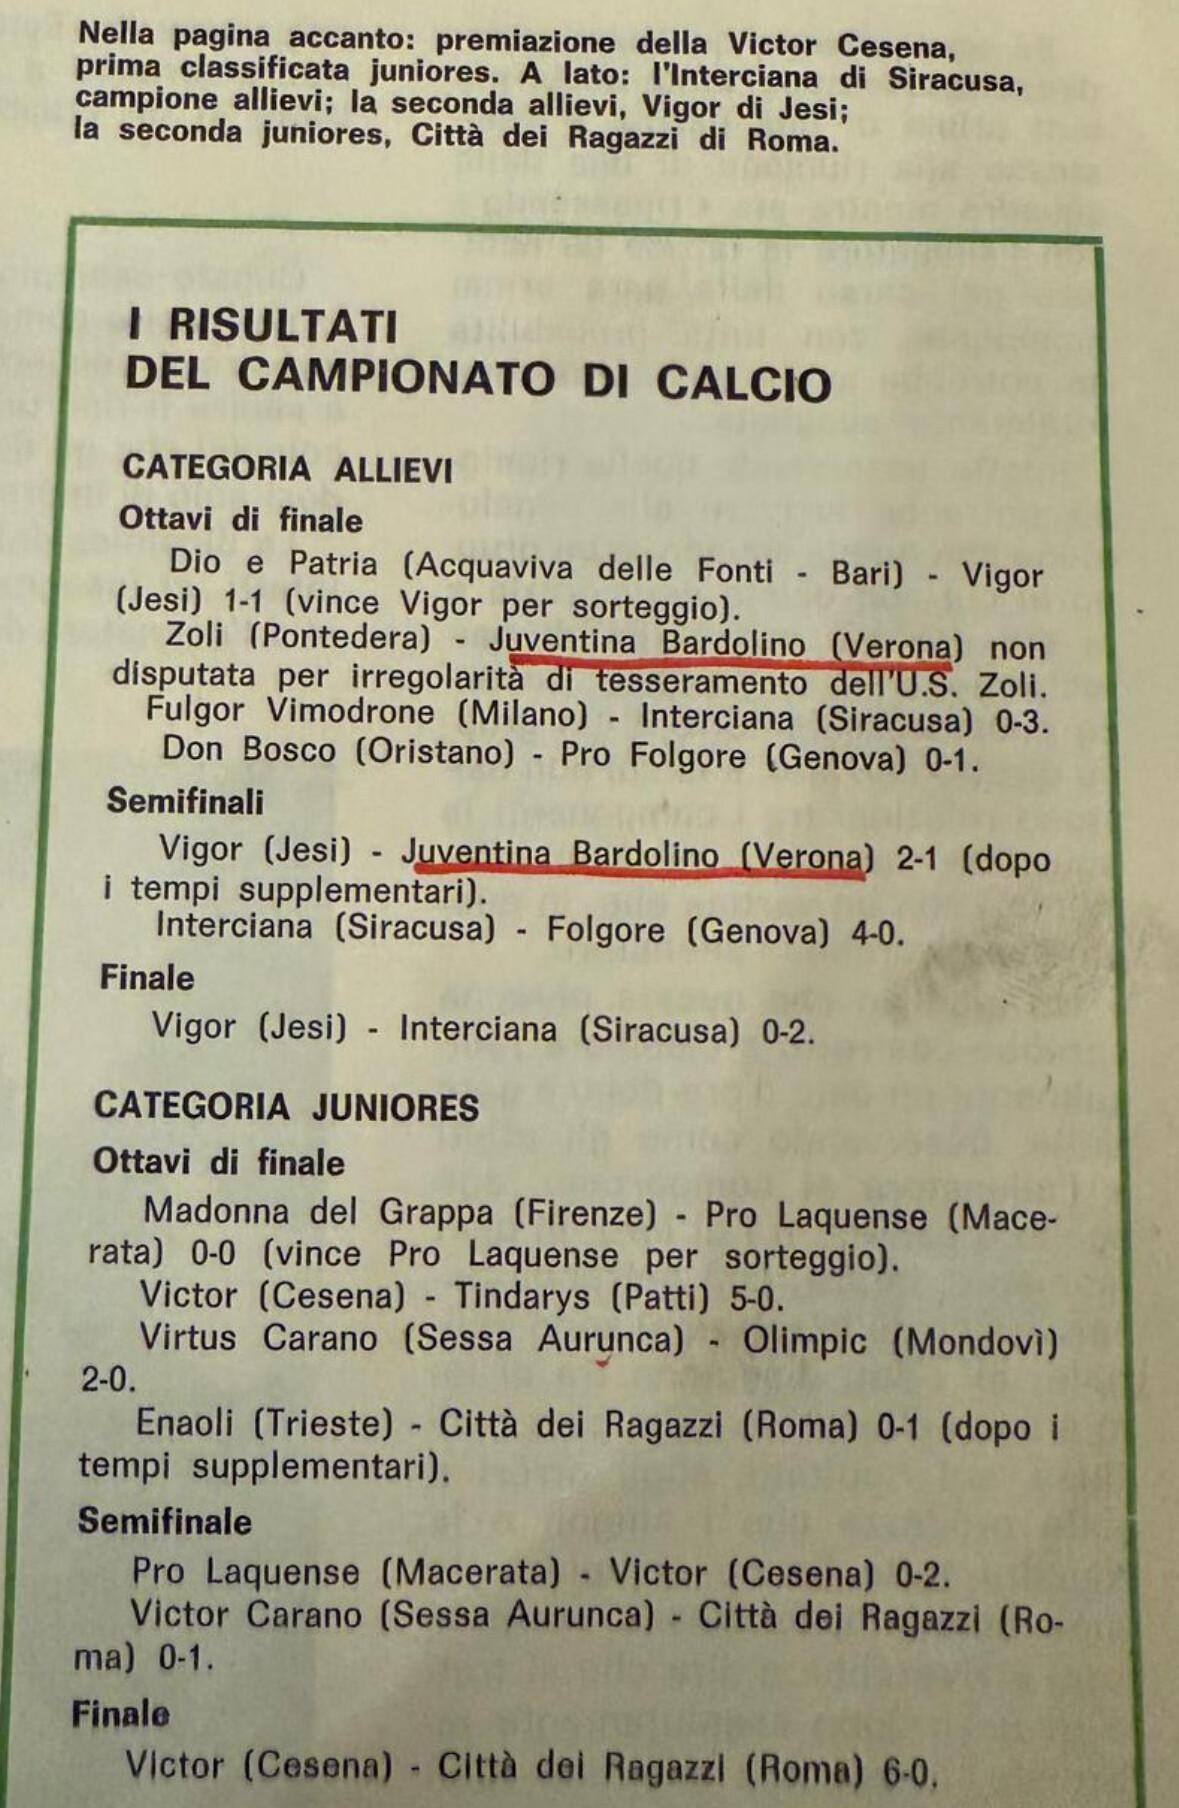 Nella pagina accanto: premiazione della Victor Cesena,
prima classificata juniores. A lato: l'Interciana di Siracusa,
campione allievi; la seconda allievi, Vigor di Jesi;
la seconda juniores, Città dei Ragazzi di Roma.
I RISULTATI
DEL CAMPIONATO DI CALCIO
CATEGORIA ALLIEVI
Ottavi di finale
Dio e Patria (Acquaviva delle Fonti - Bari) - Vigor
(Jesi) 1-1 (vince Vigor per sorteggio).
Zoli (Pontedera) - Juventina Bardolino (Verona) non
disputata per irregolarità di tesseramento dell'U.S. Zoli.
Fulgor Vimodrone (Milano) - Interciana (Siracusa) 0-3.
Don Bosco (Oristano) - Pro Folgore (Genova) 0-1.
Semifinali
Vigor (Jesi) - Juventina Bardolino (Verona) 2-1 (dopo
i tempi supplementari).
Interciana (Siracusa) - Folgore (Genova) 4-0.
Finale
Vigor (Jesi) - Interciana (Siracusa) 0-2.
CATEGORIA JUNIORES
Ottavi di finale
Madonna del Grappa (Firenze) - Pro Laquense (Mace-
rata) 0-0 (vince Pro Laquense per sorteggio).
Victor (Cesena) - Tindarys (Patti) 5-0.
Virtus Carano (Sessa Aurunca) - Olimpic (Mondovì)
2-0.
Enaoli (Trieste) - Città dei Ragazzi (Roma) 0-1 (dopo i
tempi supplementari).
Semifinale
Pro Laquense (Macerata) - Victor (Cesena) 0-2.
Victor Carano (Sessa Aurunca) - Città dei Ragazzi (Ro-
ma) 0-1.
Finale
Victor (Cesena) - Città dei Ragazzi (Roma) 6-0.